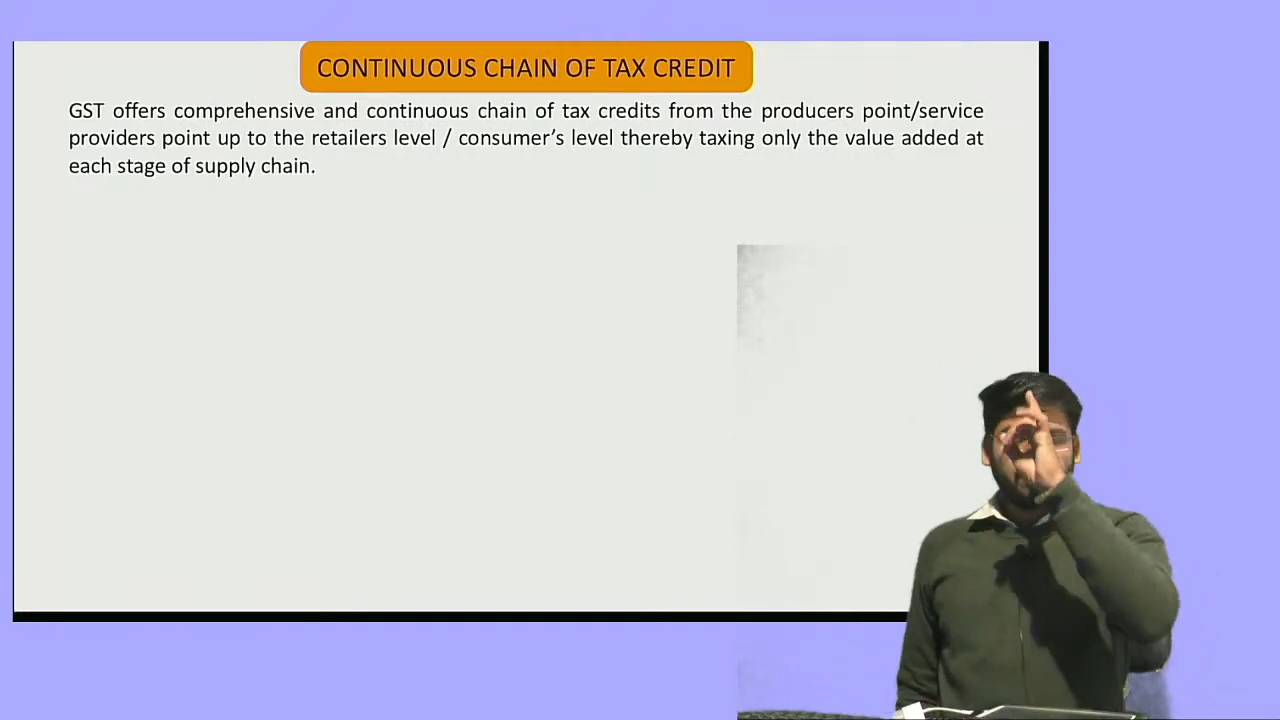 CONTINUOUS CHAIN OF TAX CREDIT
GST offers comprehensive and continuous chain of tax credits from the producers point/service
providers point up to the retailers level / consumer's level thereby taxing only the value added at
each stage of supply chain.